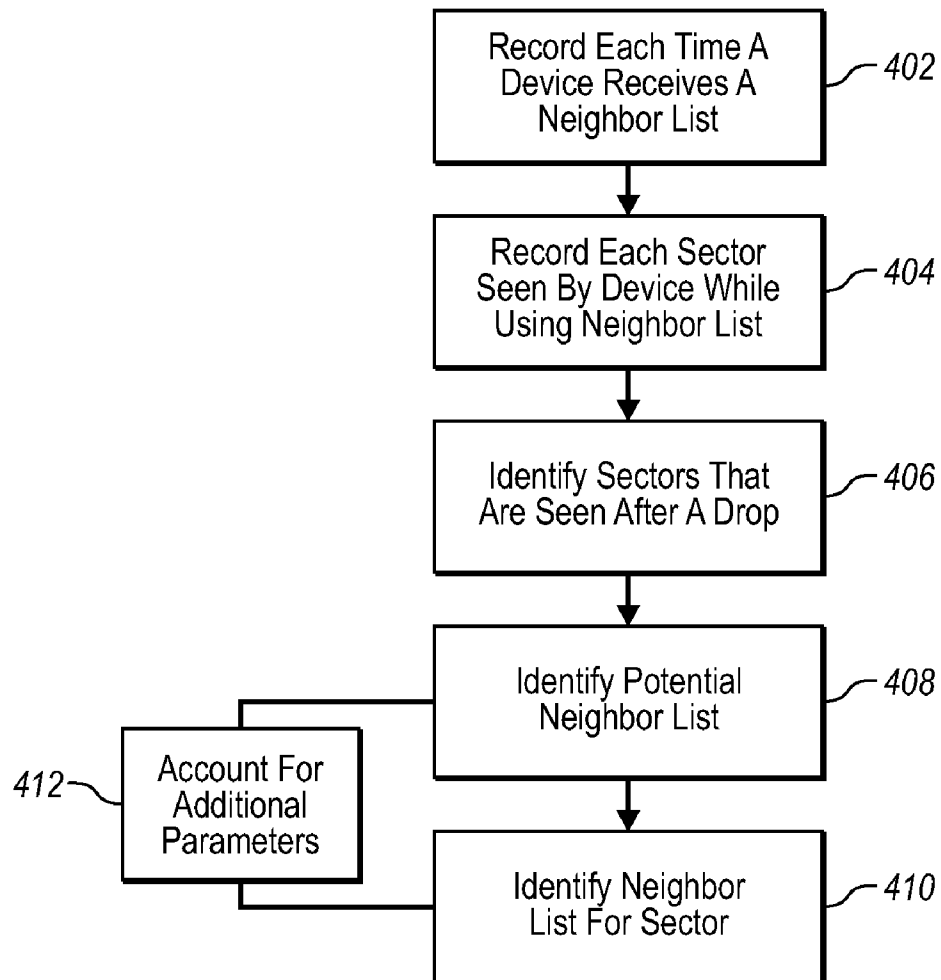 Record Each Time A
Device Receives A
Neighbor List
402
Record Each Sector
Seen By Device While
Using Neighbor List
404
Identify Sectors That
Are Seen After A Drop
406
Identify Potential
Neighbor List
408
Account For
Additional
Parameters
412
Identify Neighbor
List For Sector
410